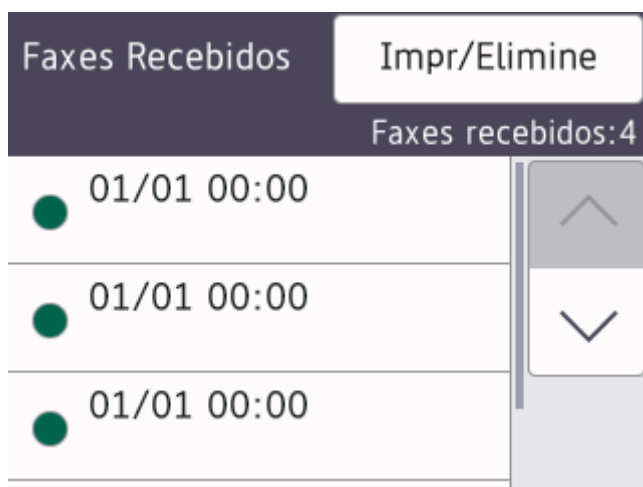 Faxes Recebidos
Impr/Elimine
Faxes recebidos:4
01/01 00:00
01/01 00:00
01/01 00:00